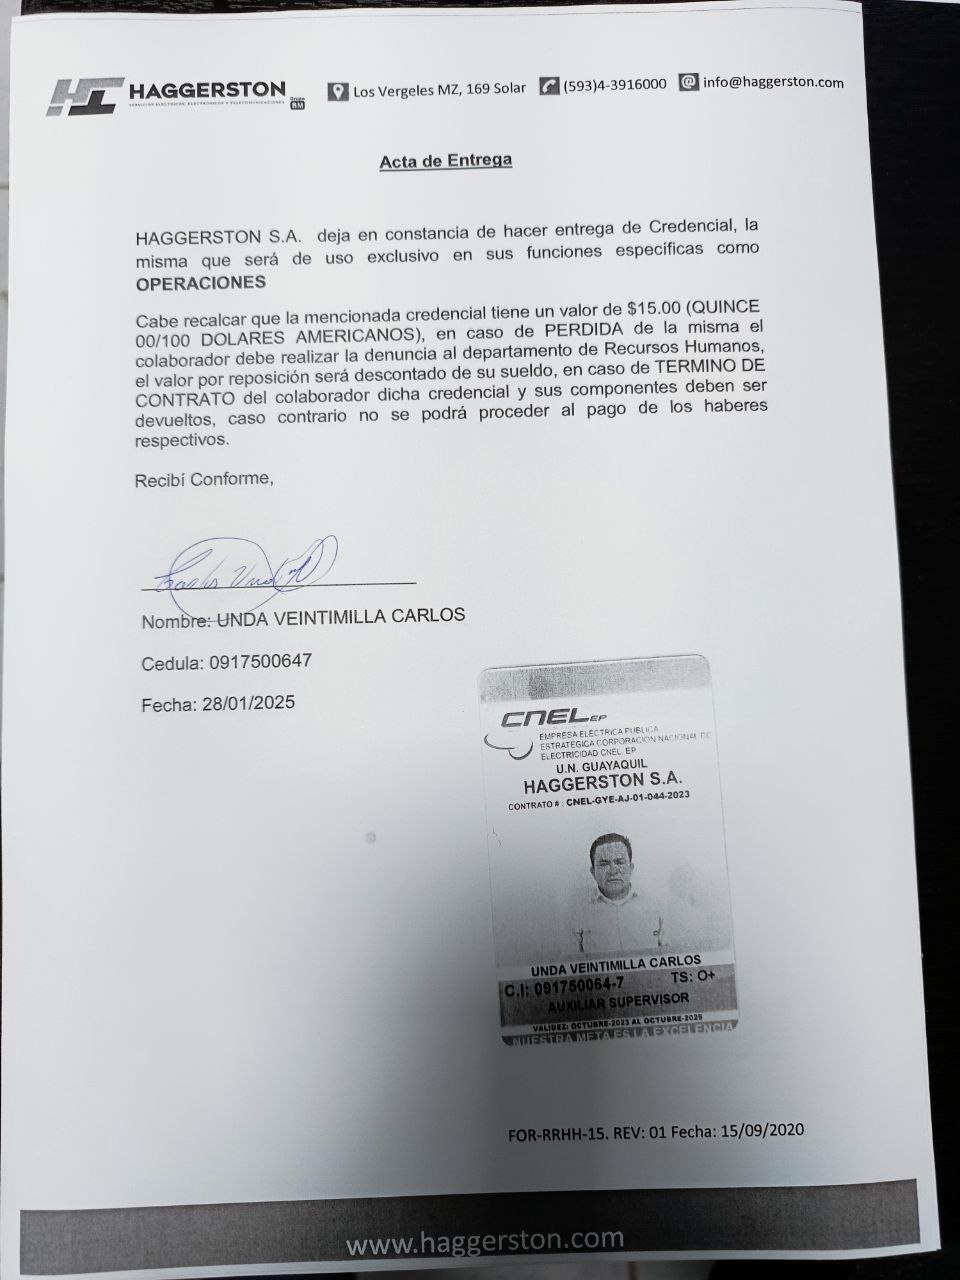 HAGGERSTON
SERVICIOS ELÉCTRICOS, ELECTRÓNICOS Y TELECOMUNICACIONES
Grupo BM
Los Vergeles MZ, 169 Solar
(593)4-3916000
info@haggerston.com
Acta de Entrega
HAGGERSTON S.A. deja en constancia de hacer entrega de Credencial, la
misma que será de uso exclusivo en sus funciones específicas como
OPERACIONES
Cabe recalcar que la mencionada credencial tiene un valor de $15.00 (QUINCE
00/100 DOLARES AMERICANOS), en caso de PERDIDA de la misma el
colaborador debe realizar la denuncia al departamento de Recursos Humanos,
el valor por reposición será descontado de su sueldo, en caso de TERMINO DE
CONTRATO del colaborador dicha credencial y sus componentes deben ser
devueltos, caso contrario no se podrá proceder al pago de los haberes
respectivos.
Recibí Conforme,
Carlos Unda
Nombre: UNDA VEINTIMILLA CARLOS
Cedula: 0917500647
Fecha: 28/01/2025
CNEL EP
EMPRESA ELÉCTRICA PÚBLICA
ESTRATÉGICA CORPORACIÓN NACIONAL DE
ELECTRICIDAD CNEL EP
U.N. GUAYAQUIL
HAGGERSTON S.A.
CONTRATO # : CNEL-GYE-AJ-01-044-2023
UNDA VEINTIMILLA CARLOS
C.I: 091750064-7 TS: O+
AUXILIAR SUPERVISOR
VALIDEZ: OCTUBRE-2023 AL OCTUBRE-2025
NUESTRA META ES LA EXCELENCIA
FOR-RRHH-15. REV: 01 Fecha: 15/09/2020
www.haggerston.com